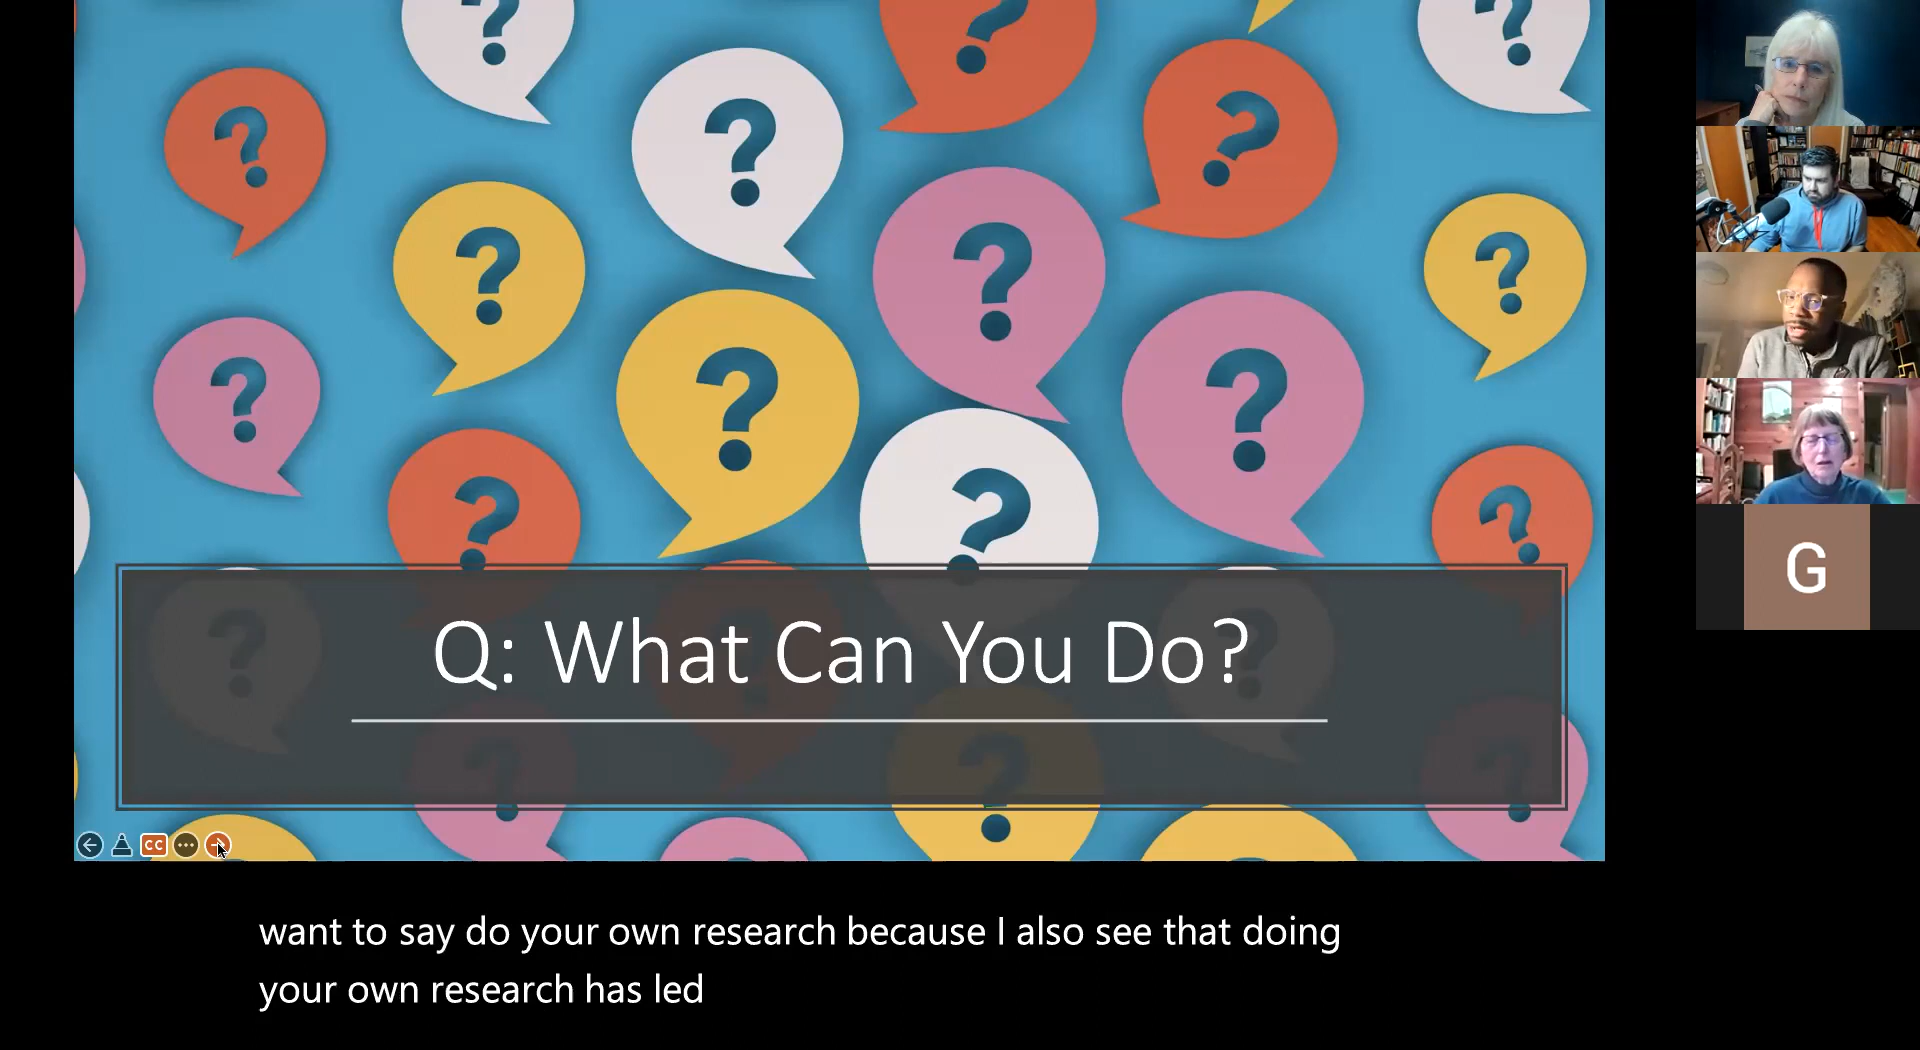 Q: What Can You Do?
CC
want to say do your own research because I also see that doing
your own research has led
G